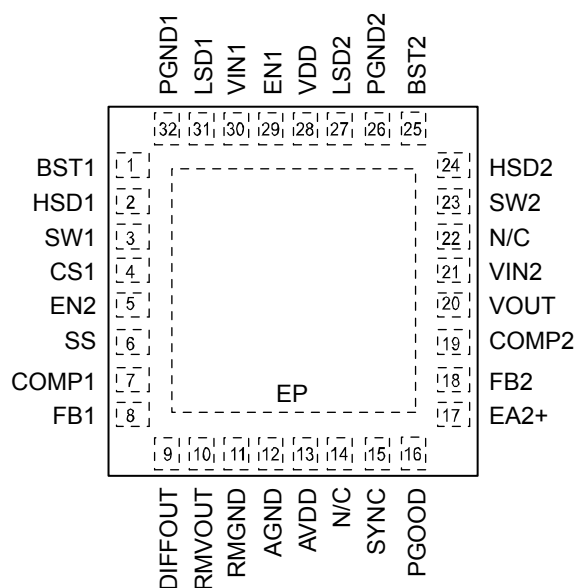 PGND1
LSD1
VIN1
EN1
VDD
LSD2
PGND2
BST2
32
31
30
29
28
27
26
25
BST1 1
HSD1 2
SW1 3
CS1 4
EN2 5
SS 6
COMP1 7
FB1 8
24 HSD2
23 SW2
22 N/C
21 VIN2
20 VOUT
19 COMP2
18 FB2
17 EA2+
EP
9
10
11
12
13
14
15
16
DIFFOUT
RMVOUT
RMGND
AGND
AVDD
N/C
SYNC
PGOOD